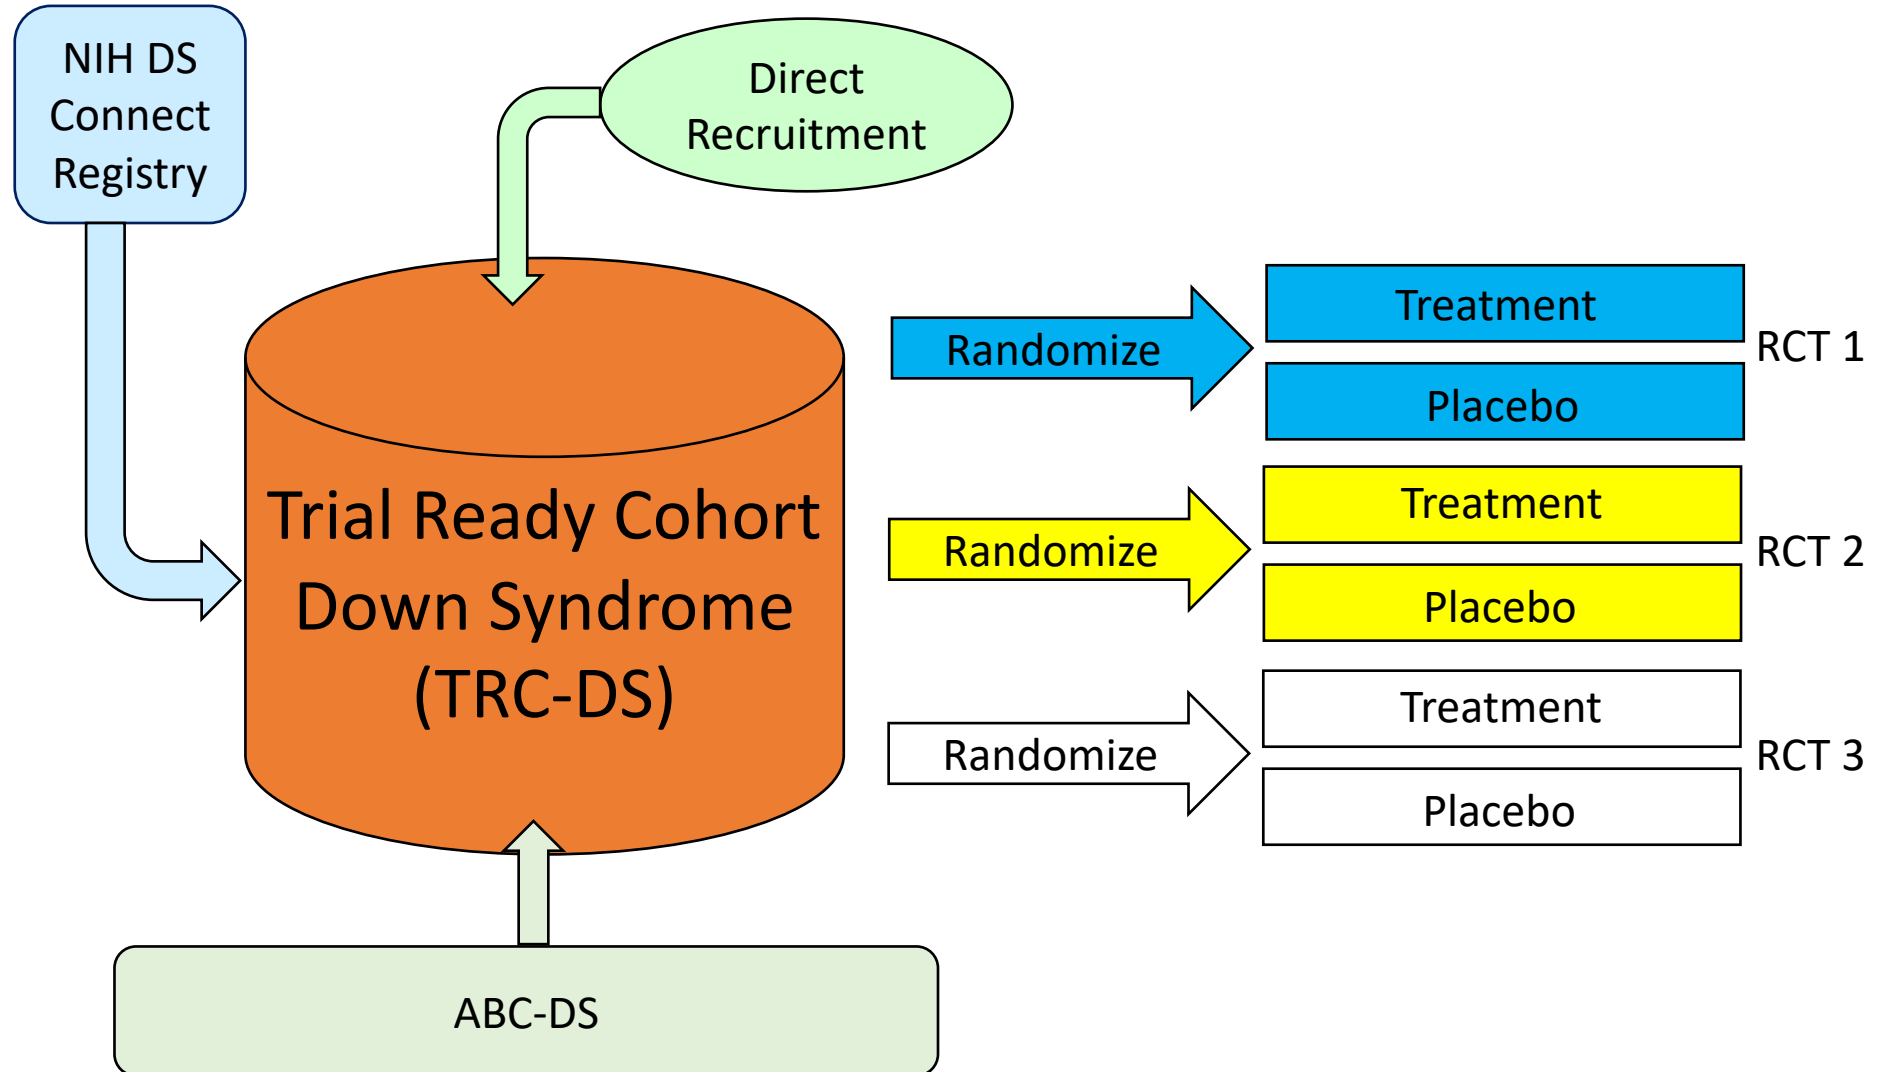 NIH DS
Connect
Registry
Direct
Recruitment
Trial Ready Cohort
Down Syndrome
(TRC-DS)
ABC-DS
Randomize
Treatment
Placebo
RCT 1
Randomize
Treatment
Placebo
RCT 2
Randomize
Treatment
Placebo
RCT 3